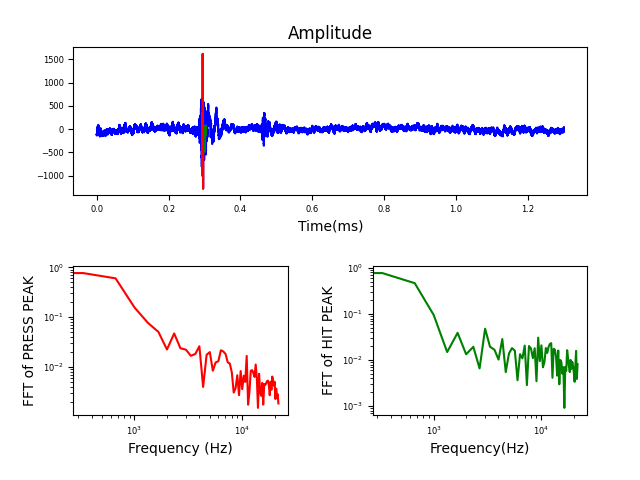 Amplitude
1500
1000
500
0
−500
−1000
0.0 0.2 0.4 0.6 0.8 1.0 1.2
Time(ms)
FFT of PRESS PEAK
10⁰
10⁻¹
10⁻²
10³ 10⁴
Frequency (Hz)
FFT of HIT PEAK
10⁰
10⁻¹
10⁻²
10⁻³
10³ 10⁴
Frequency(Hz)